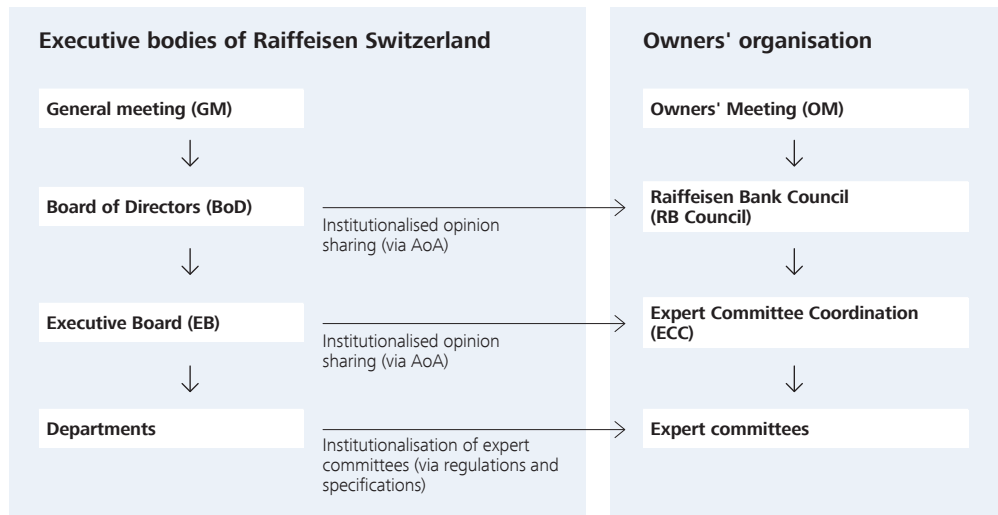 Executive bodies of Raiffeisen Switzerland
Owners' organisation
General meeting (GM)
Owners' Meeting (OM)
Board of Directors (BoD)
Institutionalised opinion
sharing (via AoA)
Raiffeisen Bank Council
(RB Council)
Executive Board (EB)
Institutionalised opinion
sharing (via AoA)
Expert Committee Coordination
(ECC)
Departments
Institutionalisation of expert
committees (via regulations and
specifications)
Expert committees